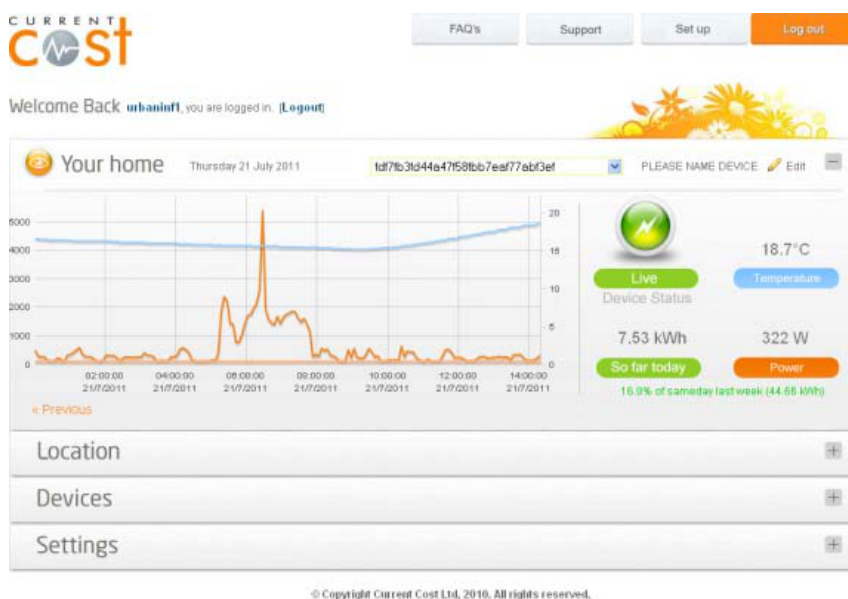 CURRENT
COST
FAQ's
Support
Set up
Log out
Welcome Back urbaninf1, you are logged in. [Logout]
Your home
Thursday 21 July 2011
PLEASE NAME DEVICE
Edit
5000
4000
3000
2000
1000
0
20
15
10
5
0
02:00:00
21/7/2011
04:00:00
21/7/2011
06:00:00
21/7/2011
08:00:00
21/7/2011
10:00:00
21/7/2011
12:00:00
21/7/2011
14:00:00
21/7/2011
« Previous
Live
Device Status
18.7°C
Temperature
7.53 kWh
So far today
322 W
Power
16.9% of sameday last week (44.66 kWh)
Location
Devices
Settings
© Copyright Current Cost Ltd, 2010. All rights reserved.